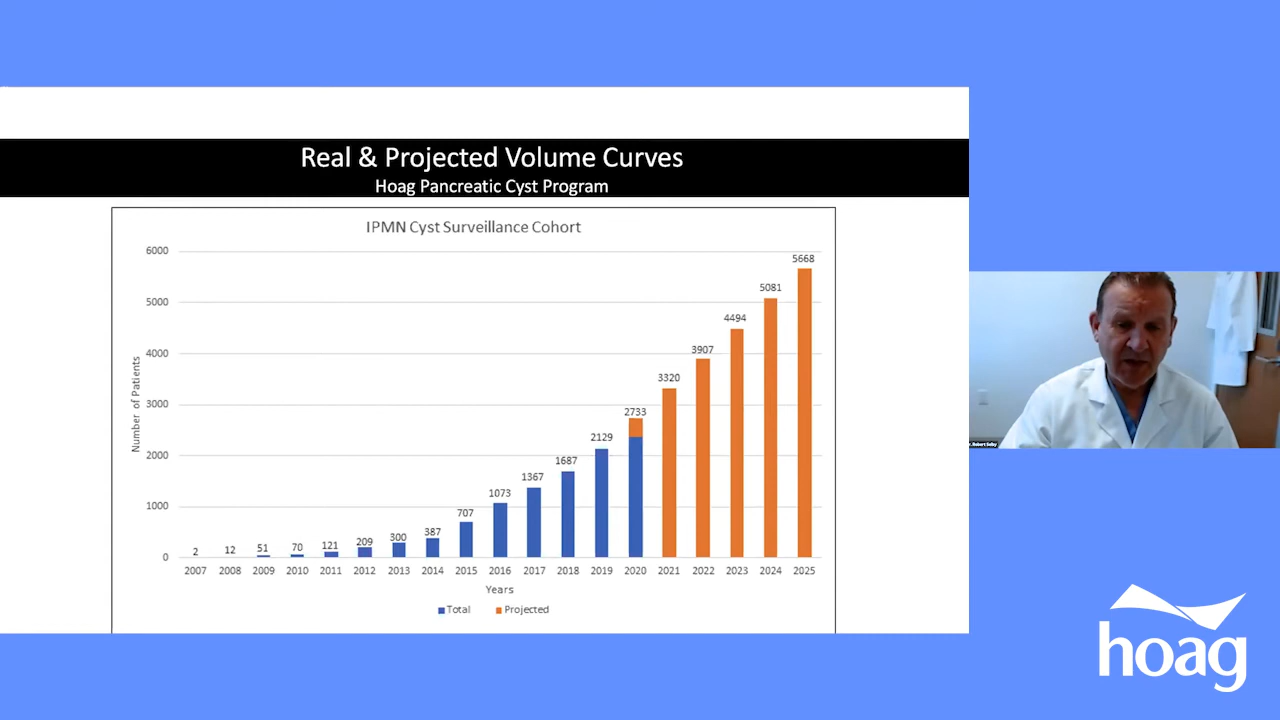 Real & Projected Volume Curves
Hoag Pancreatic Cyst Program
IPMN Cyst Surveillance Cohort
Number of Patients
6000
5000
4000
3000
2000
1000
0
2 12 51 70 121 209 300 387 707 1073 1367 1687 2129 2733 3320 3907 4494 5081 5668
2007 2008 2009 2010 2011 2012 2013 2014 2015 2016 2017 2018 2019 2020 2021 2022 2023 2024 2025
Years
Total Projected
Robert Selby
hoag